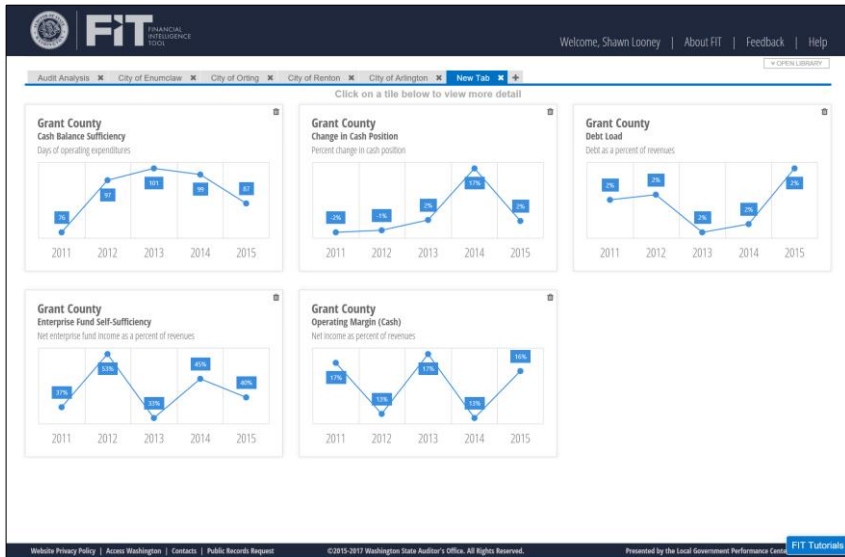 FIT FINANCIAL
INTELLIGENCE
TOOL
Welcome, Shawn Looney | About FIT | Feedback | Help
+ OPEN LIBRARY
Audit Analysis ✖ City of Enumclaw ✖ City of Orting ✖ City of Renton ✖ City of Arlington ✖ New Tab ✖ +
Click on a tile below to view more detail
Grant County
Cash Balance Sufficiency
Days of operating expenditures
76 97 101 99 87
2011 2012 2013 2014 2015
Grant County
Change in Cash Position
Percent change in cash position
-2% -1% 2% 17% 2%
2011 2012 2013 2014 2015
Grant County
Debt Load
Debt as a percent of revenues
2% 2% 2% 2% 2%
2011 2012 2013 2014 2015
Grant County
Enterprise Fund Self-Sufficiency
Net enterprise fund income as a percent of revenues
37% 53% 33% 45% 40%
2011 2012 2013 2014 2015
Grant County
Operating Margin (Cash)
Net income as percent of revenues
17% 13% 17% 13% 16%
2011 2012 2013 2014 2015
Website Privacy Policy | Access Washington | Contacts | Public Records Request ©2015-2017 Washington State Auditor's Office. All Rights Reserved. Presented by the Local Government Performance Cente
FIT Tutorials